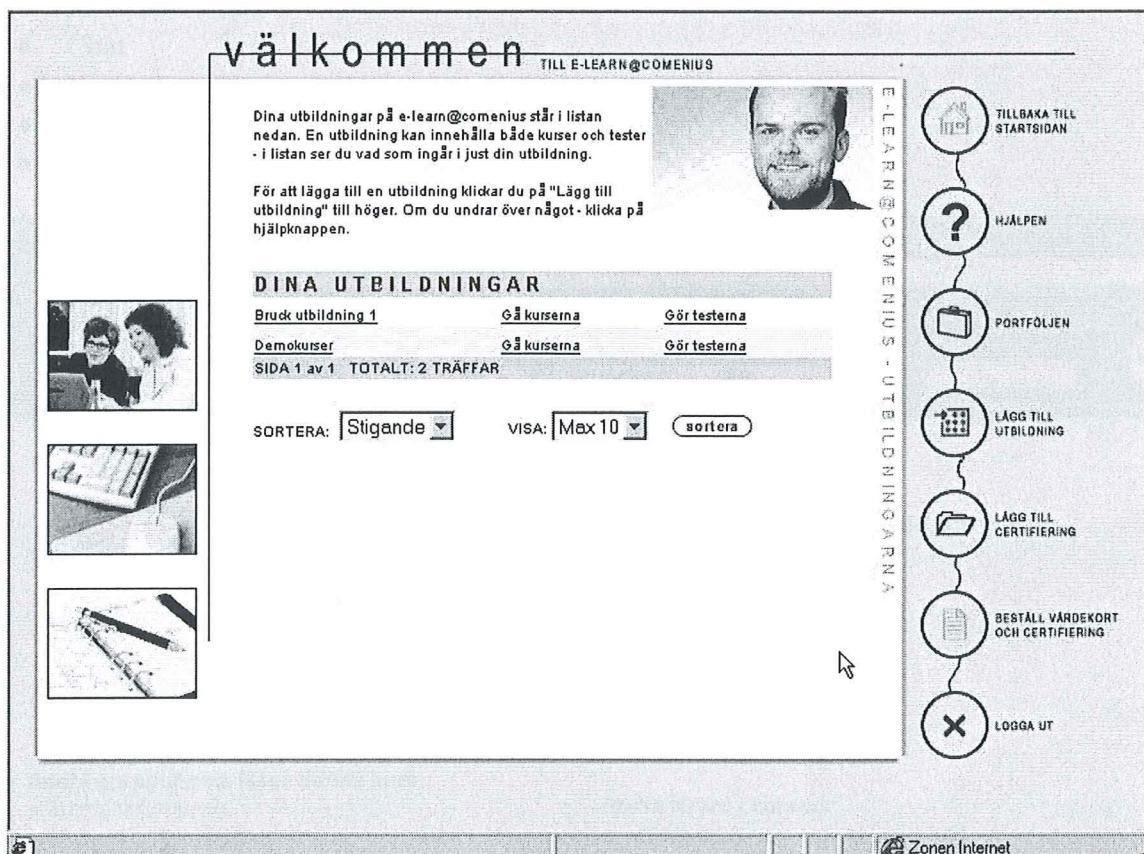 välkommen TILL E-LEARN@COMENIUS
Dina utbildningar på e-learn@comenius står i listan
nedan. En utbildning kan innehålla både kurser och tester
- i listan ser du vad som ingår i just din utbildning.
För att lägga till en utbildning klickar du på "Lägg till
utbildning" till höger. Om du undrar över något - klicka på
hjälpknappen.
DINA UTBILDNINGAR
Bruck utbildning 1 Gå kurserna Gör testerna
Demokurser Gå kurserna Gör testerna
SIDA 1 av 1 TOTALT: 2 TRÄFFAR
SORTERA: Stigande VISA: Max 10 sortera
E-LEARN@COMENIUS - UTBILDNINGARNA
TILLBAKA TILL
STARTSIDAN
?
HJÄLPEN
PORTFÖLJEN
LÄGG TILL
UTBILDNING
LÄGG TILL
CERTIFIERING
BESTÄLL VÄRDEKORT
OCH CERTIFIERING
LOGGA UT
Zonen Internet